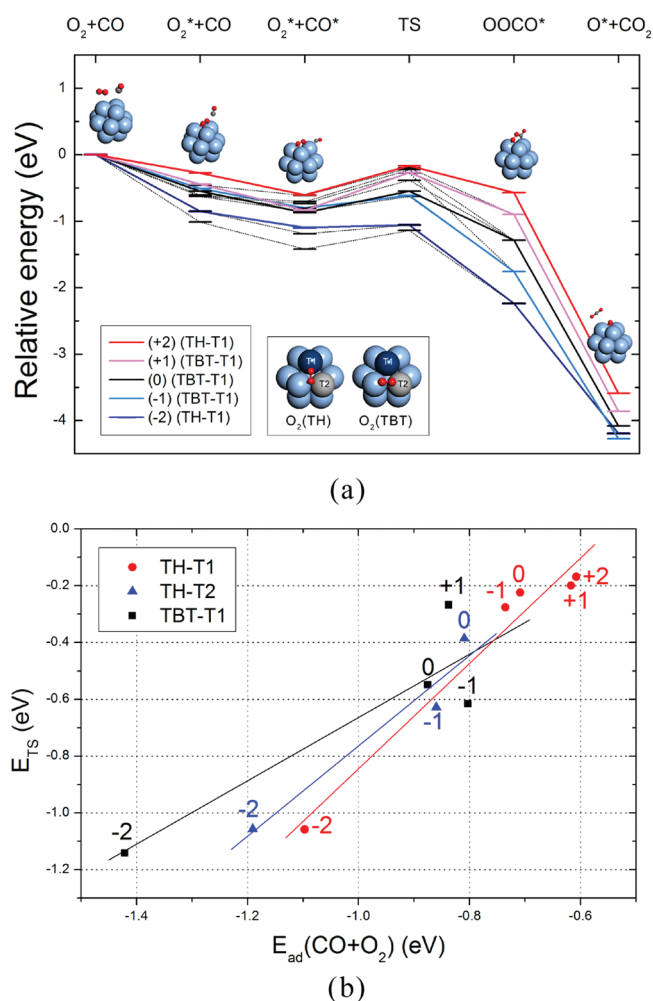 O₂+CO O₂*+CO O₂*+CO* TS OOCO* O*+CO₂
Relative energy (eV)
1
0
-1
-2
-3
-4
(+2) (TH-T1)
(+1) (TBT-T1)
(0) (TBT-T1)
(-1) (TBT-T1)
(-2) (TH-T1)
T1 T1
T2 T2
O₂(TH) O₂(TBT)
(a)
0.0
-0.2
-0.4
-0.6
-0.8
-1.0
-1.2
E_TS (eV)
TH-T1
TH-T2
TBT-T1
+1 -1 0 +2
+1
0
0 -1
-1
-2 -2 -2
-1.4 -1.2 -1.0 -0.8 -0.6
E_ad(CO+O₂) (eV)
(b)